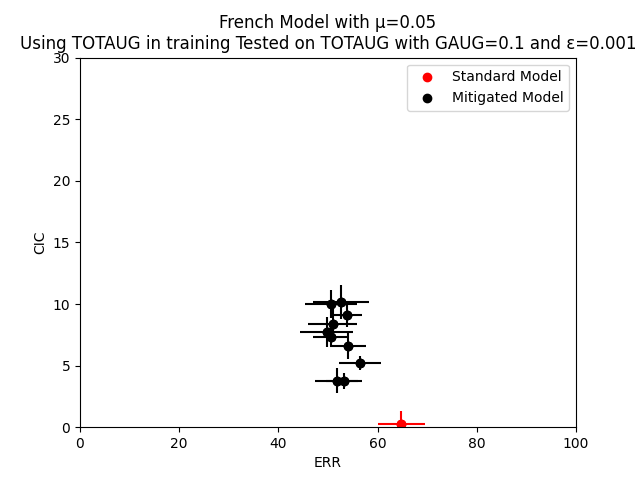 French Model with μ=0.05
Using TOTAUG in training Tested on TOTAUG with GAUG=0.1 and ε=0.001
Standard Model
Mitigated Model
30
25
20
15
10
5
0
CIC
0 20 40 60 80 100
ERR